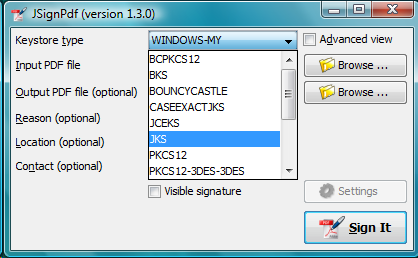 JSignPdf (version 1.3.0)
Keystore type WINDOWS-MY Advanced view
BCPKCS12
Input PDF file Browse ...
BKS
Output PDF file (optional) BOUNCYCASTLE Browse ...
CASEEXACTJKS
Reason (optional)
JCEKS
Location (optional) JKS
PKCS12
Contact (optional)
PKCS12-3DES-3DES
Visible signature Settings
Sign It